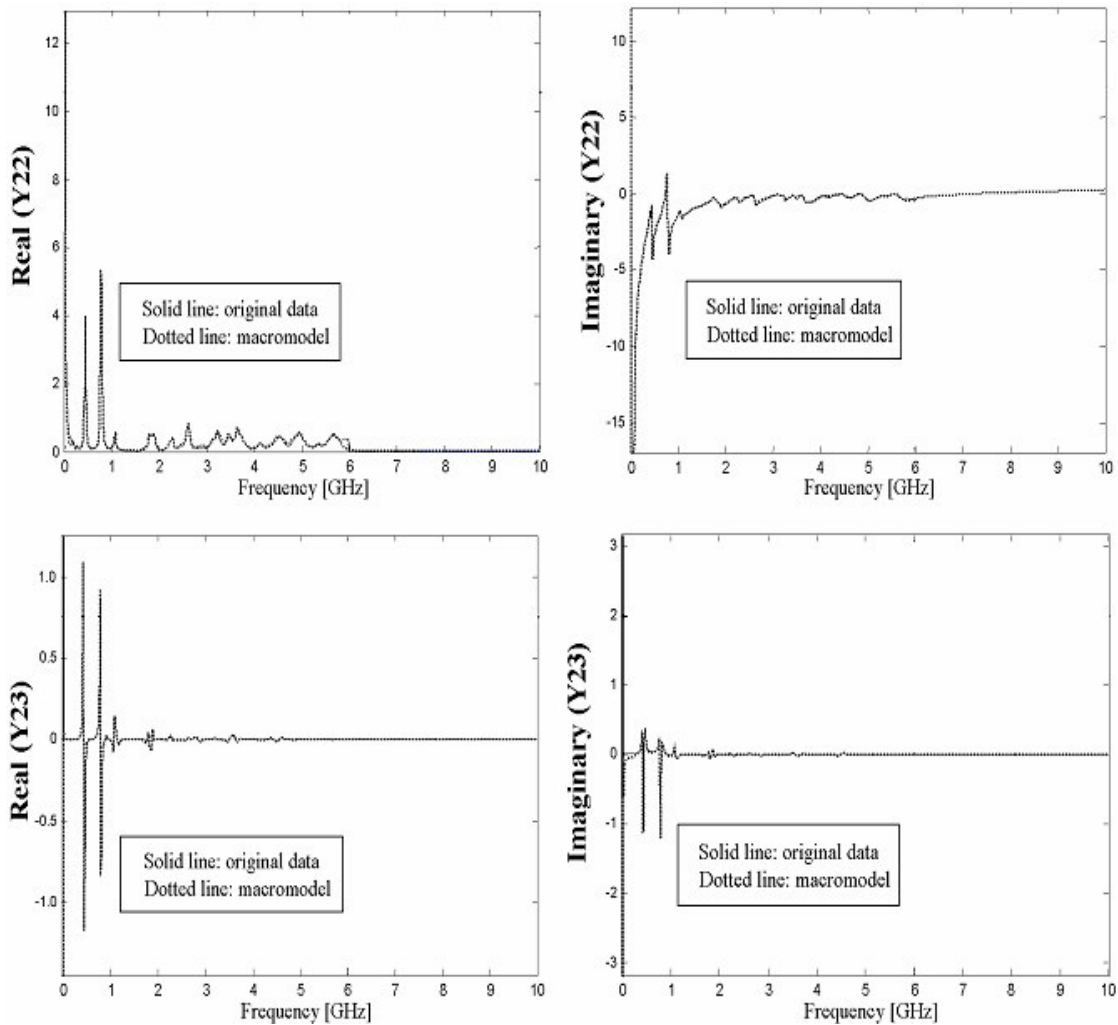 Real (Y22)
12
10
8
6
4
2
0
0 1 2 3 4 5 6 7 8 9 10
Frequency [GHz]
Solid line: original data
Dotted line: macromodel
Imaginary (Y22)
10
5
0
-5
-10
-15
0 1 2 3 4 5 6 7 8 9 10
Frequency [GHz]
Solid line: original data
Dotted line: macromodel
Real (Y23)
1.0
0.5
0
-0.5
-1.0
0 1 2 3 4 5 6 7 8 9 10
Frequency [GHz]
Solid line: original data
Dotted line: macromodel
Imaginary (Y23)
3
2
1
0
-1
-2
-3
0 1 2 3 4 5 6 7 8 9 10
Frequency [GHz]
Solid line: original data
Dotted line: macromodel